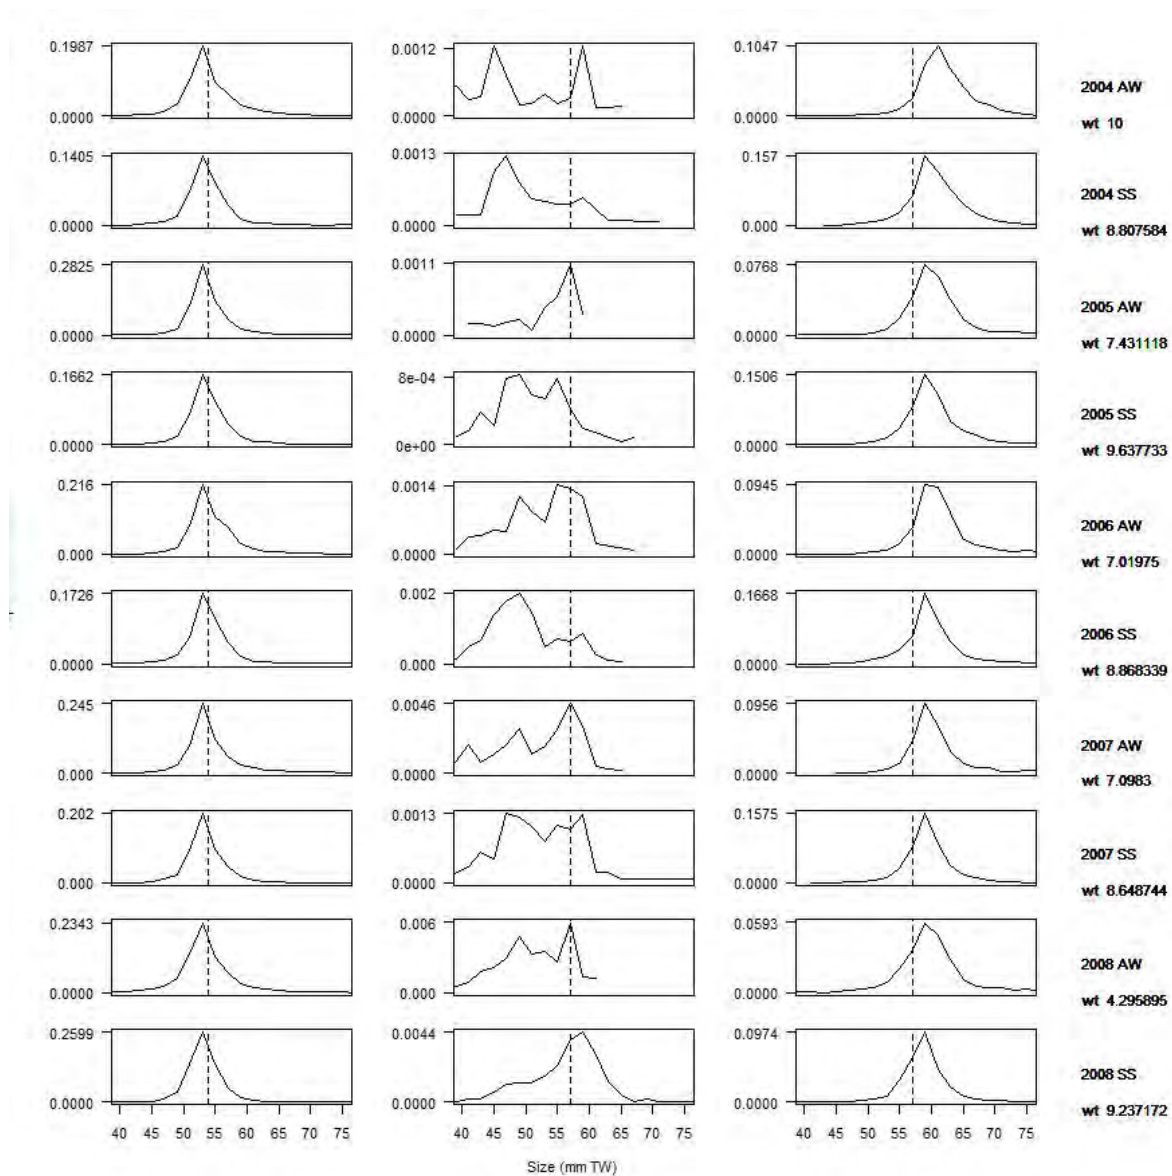 0.1987 0.0012 0.1047
2004 AW
0.0000 0.0000 0.0000
wt 10
0.1405 0.0013 0.157
2004 SS
0.0000 0.0000 0.000
wt 8.807584
0.2825 0.0011 0.0768
2005 AW
0.0000 0.0000 0.0000
wt 7.431118
0.1662 8e-04 0.1506
2005 SS
0.0000 0e+00 0.0000
wt 9.637733
0.216 0.0014 0.0945
2006 AW
0.000 0.0000 0.0000
wt 7.01975
0.1726 0.002 0.1668
2006 SS
0.0000 0.000 0.0000
wt 8.868339
0.245 0.0046 0.0956
2007 AW
0.000 0.0000 0.0000
wt 7.0983
0.202 0.0013 0.1575
2007 SS
0.000 0.0000 0.0000
wt 8.648744
0.2343 0.006 0.0593
2008 AW
0.0000 0.000 0.0000
wt 4.295895
0.2599 0.0044 0.0974
2008 SS
0.0000 0.0000 0.0000
wt 9.237172
40 45 50 55 60 65 70 75 40 45 50 55 60 65 70 75 40 45 50 55 60 65 70 75
Size (mm TW)